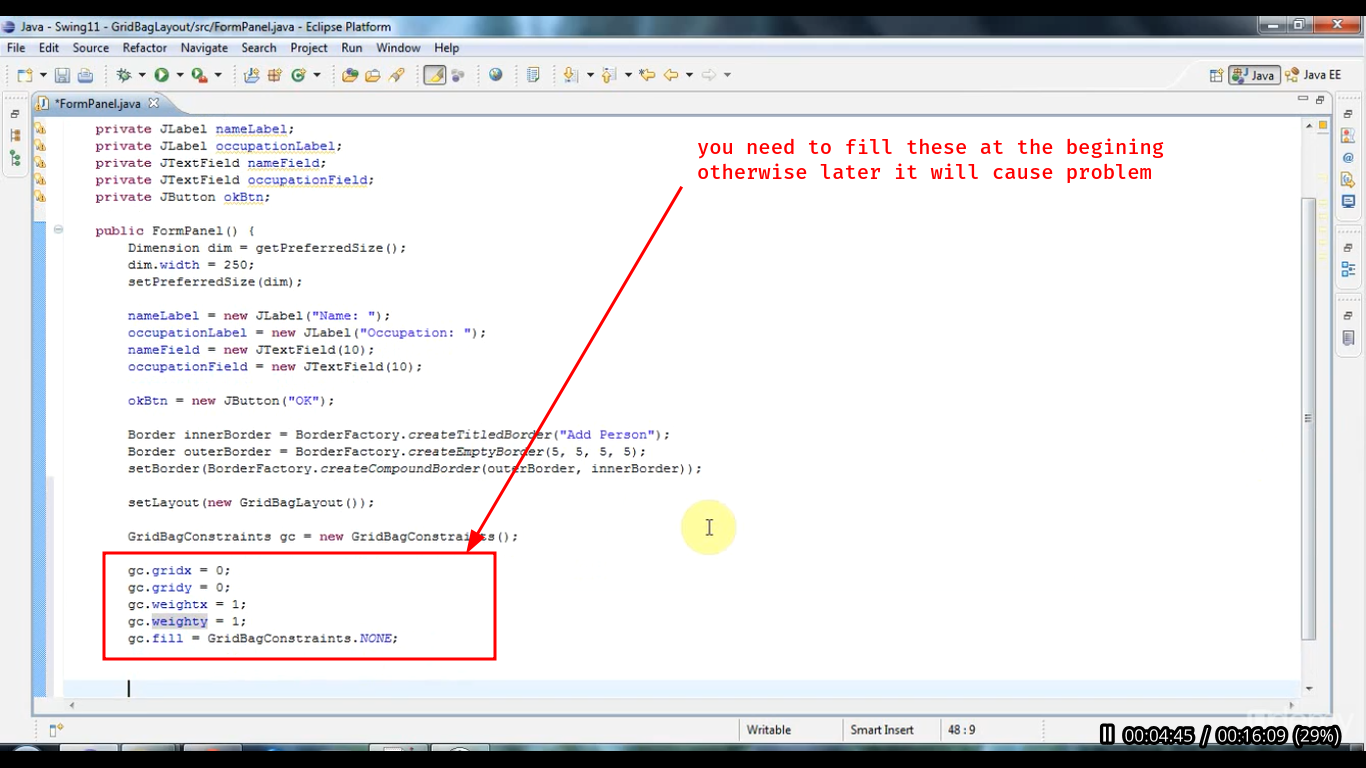 Java - Swing11 - GridBagLayout/src/FormPanel.java - Eclipse Platform
File Edit Source Refactor Navigate Search Project Run Window Help
Java Java EE
*FormPanel.java
private JLabel nameLabel;
private JLabel occupationLabel;
private JTextField nameField;
private JTextField occupationField;
private JButton okBtn;
you need to fill these at the begining
otherwise later it will cause problem
public FormPanel() {
Dimension dim = getPreferredSize();
dim.width = 250;
setPreferredSize(dim);
nameLabel = new JLabel("Name: ");
occupationLabel = new JLabel("Occupation: ");
nameField = new JTextField(10);
occupationField = new JTextField(10);
okBtn = new JButton("OK");
Border innerBorder = BorderFactory.createTitledBorder("Add Person");
Border outerBorder = BorderFactory.createEmptyBorder(5, 5, 5, 5);
setBorder(BorderFactory.createCompoundBorder(outerBorder, innerBorder));
setLayout(new GridBagLayout());
GridBagConstraints gc = new GridBagConstraints();
gc.gridx = 0;
gc.gridy = 0;
gc.weightx = 1;
gc.weighty = 1;
gc.fill = GridBagConstraints.NONE;
Writable Smart Insert 48 : 9
00:04:45 / 00:16:09 (29%)